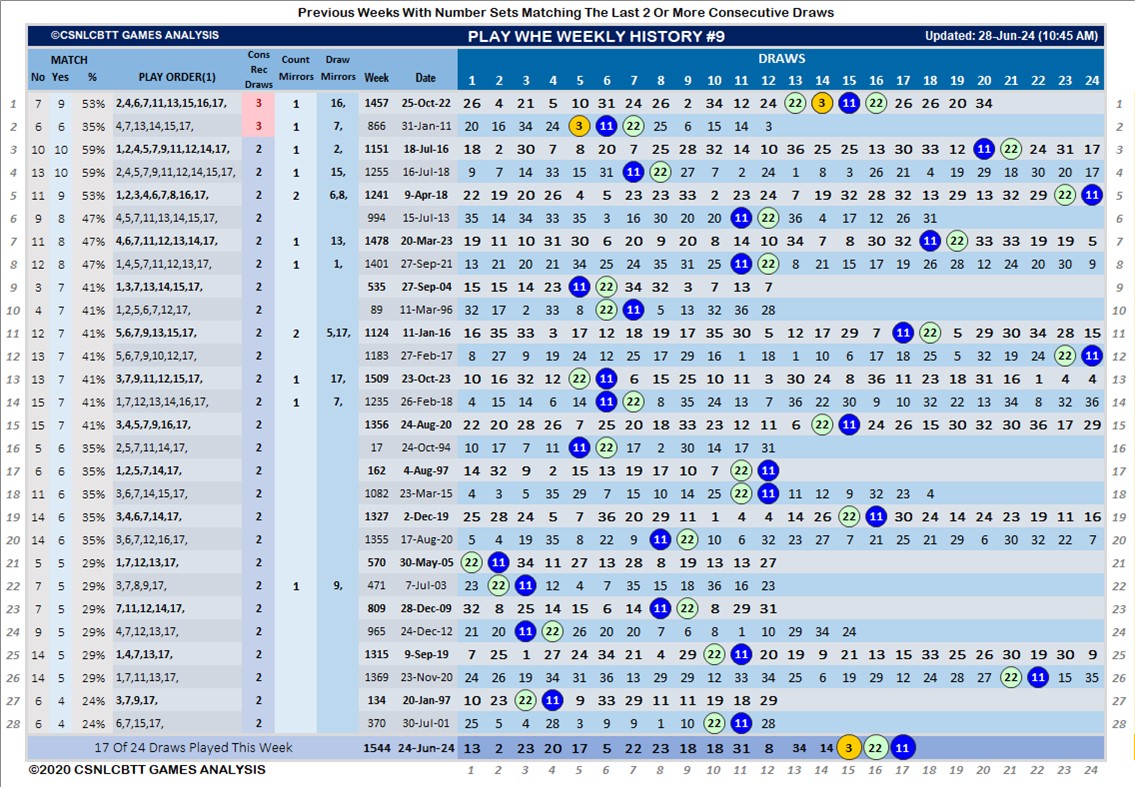 Previous Weeks With Number Sets Matching The Last 2 Or More Consecutive Draws
©CSNLCBTT GAMES ANALYSIS PLAY WHE WEEKLY HISTORY #9 Updated: 28-Jun-24 (10:45 AM)
MATCH Cons Rec Draws Count Mirrors Draw Mirrors DRAWS
No Yes % PLAY ORDER(1) Week Date 1 2 3 4 5 6 7 8 9 10 11 12 13 14 15 16 17 18 19 20 21 22 23 24
1 7 9 53% 2,4,6,7,11,13,15,16,17, 3 1 16, 1457 25-Oct-22 26 4 21 5 10 31 24 26 2 34 12 24 22 3 11 22 26 26 20 34 1
2 6 6 35% 4,7,13,14,15,17, 3 1 7, 866 31-Jan-11 20 16 34 24 3 11 22 25 6 15 14 3 2
3 10 10 59% 1,2,4,5,7,9,11,12,14,17, 2 1 2, 1151 18-Jul-16 18 2 30 7 8 20 7 25 28 32 14 10 36 25 25 13 30 33 12 11 22 24 31 17 3
4 13 10 59% 2,4,5,7,9,11,12,14,15,17, 2 1 15, 1255 16-Jul-18 9 7 14 33 15 31 11 22 27 7 2 24 1 8 3 26 21 4 19 29 18 30 20 17 4
5 11 9 53% 1,2,3,4,6,7,8,16,17, 2 2 6,8, 1241 9-Apr-18 22 19 20 26 4 5 23 23 33 2 23 24 7 19 32 28 32 13 29 13 32 29 22 11 5
6 9 8 47% 4,5,7,11,13,14,15,17, 2 994 15-Jul-13 35 14 34 33 35 3 16 30 20 20 11 22 36 4 17 12 26 31 6
7 11 8 47% 4,6,7,11,12,13,14,17, 2 1 13, 1478 20-Mar-23 19 11 10 31 30 6 20 9 20 8 14 10 34 7 8 30 32 11 22 33 33 19 19 5 7
8 12 8 47% 1,4,5,7,11,12,13,17, 2 1 1, 1401 27-Sep-21 13 21 20 21 34 25 24 35 31 25 11 22 8 21 15 17 19 26 28 12 24 20 30 9 8
9 3 7 41% 1,3,7,13,14,15,17, 2 535 27-Sep-04 15 15 14 23 11 22 34 32 3 7 13 7 9
10 4 7 41% 1,2,5,6,7,12,17, 2 89 11-Mar-96 32 17 2 33 8 22 11 5 13 32 36 28 10
11 12 7 41% 5,6,7,9,13,15,17, 2 2 5,17, 1124 11-Jan-16 16 35 33 3 17 12 18 19 17 35 30 5 12 17 29 7 11 22 5 29 30 34 28 15 11
12 13 7 41% 5,6,7,9,10,12,17, 2 1183 27-Feb-17 8 27 9 19 24 12 25 17 29 16 1 18 1 10 6 17 18 25 5 32 19 24 22 11 12
13 13 7 41% 3,7,9,11,12,15,17, 2 1 17, 1509 23-Oct-23 10 16 32 12 22 11 6 15 25 10 11 3 30 24 8 36 11 23 18 31 16 4 4 13
14 15 7 41% 1,7,12,13,14,16,17, 2 1 7, 1235 26-Feb-18 4 15 14 6 14 11 22 8 35 24 13 7 36 22 30 9 10 32 22 13 34 8 32 36 14
15 15 7 41% 3,4,5,7,9,16,17, 2 1356 24-Aug-20 22 20 28 26 7 25 20 18 33 23 12 11 6 22 11 24 26 15 30 32 30 36 17 29 15
16 5 6 35% 2,5,7,11,14,17, 2 17 24-Oct-94 10 17 7 11 11 22 17 2 30 14 17 31 16
17 6 6 35% 1,2,5,7,14,17, 2 162 4-Aug-97 14 32 9 2 15 13 19 17 10 7 22 11 17
18 11 6 35% 3,6,7,14,15,17, 2 1082 23-Mar-15 4 3 5 35 29 7 15 10 14 25 22 11 11 12 9 32 23 4 18
19 14 6 35% 3,4,6,7,14,17, 2 1327 2-Dec-19 25 28 24 5 7 36 20 29 11 1 4 4 14 26 22 11 30 24 14 24 23 19 11 16 19
20 14 6 35% 3,6,7,12,16,17, 2 1355 17-Aug-20 5 4 19 35 8 22 9 11 22 10 6 32 23 27 7 21 25 21 29 6 30 32 22 7 20
21 5 5 29% 1,7,12,13,17, 2 570 30-May-05 22 11 34 11 27 13 28 8 19 13 13 27 21
22 7 5 29% 3,7,8,9,17, 2 1 9, 471 7-Jul-03 23 22 11 12 4 7 35 15 18 36 16 23 22
23 7 5 29% 7,11,12,14,17, 2 809 28-Dec-09 32 8 25 14 15 6 14 11 22 8 29 31 23
24 9 5 29% 4,7,12,13,17, 2 965 24-Dec-12 21 20 11 22 26 20 20 7 6 8 1 10 29 34 24 24
25 14 5 29% 1,4,7,13,17, 2 1315 9-Sep-19 7 25 1 27 24 34 21 4 29 22 11 20 19 9 21 13 15 33 25 26 30 19 30 9 25
26 14 5 29% 1,7,11,13,17, 2 1369 23-Nov-20 24 26 19 34 31 36 13 29 29 12 33 34 25 6 19 29 12 24 28 27 22 11 15 35 26
27 6 4 24% 3,7,9,17, 2 134 20-Jan-97 10 23 22 11 9 33 29 11 11 19 18 29 27
28 6 4 24% 6,7,15,17, 2 370 30-Jul-01 25 5 4 28 3 9 9 1 10 22 11 28 28
17 Of 24 Draws Played This Week 1544 24-Jun-24 13 2 23 20 17 5 22 23 18 18 31 8 34 14 3 22 11
©2020 CSNLCBTT GAMES ANALYSIS 1 2 3 4 5 6 7 8 9 10 11 12 13 14 15 16 17 18 19 20 21 22 23 24